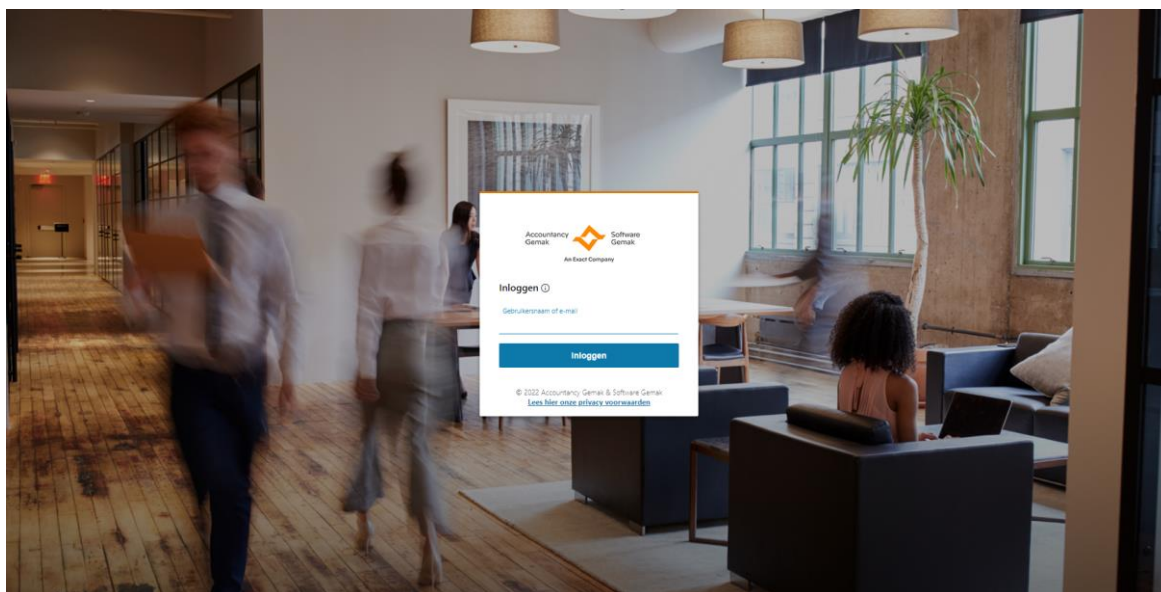 Accountancy
Gemak
Software
Gemak
An Exact Company
Inloggen
Gebruikersnaam of e-mail
Inloggen
© 2022 Accountancy Gemak & Software Gemak
Lees hier onze privacy voorwaarden